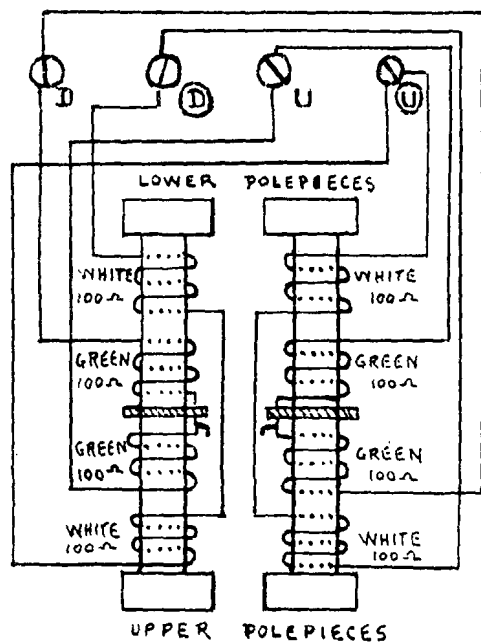 D D U U
LOWER POLEPIECES
WHITE 100Ω WHITE 100Ω
GREEN 100Ω GREEN 100Ω
GREEN 100Ω GREEN 100Ω
WHITE 100Ω WHITE 100Ω
UPPER POLEPIECES